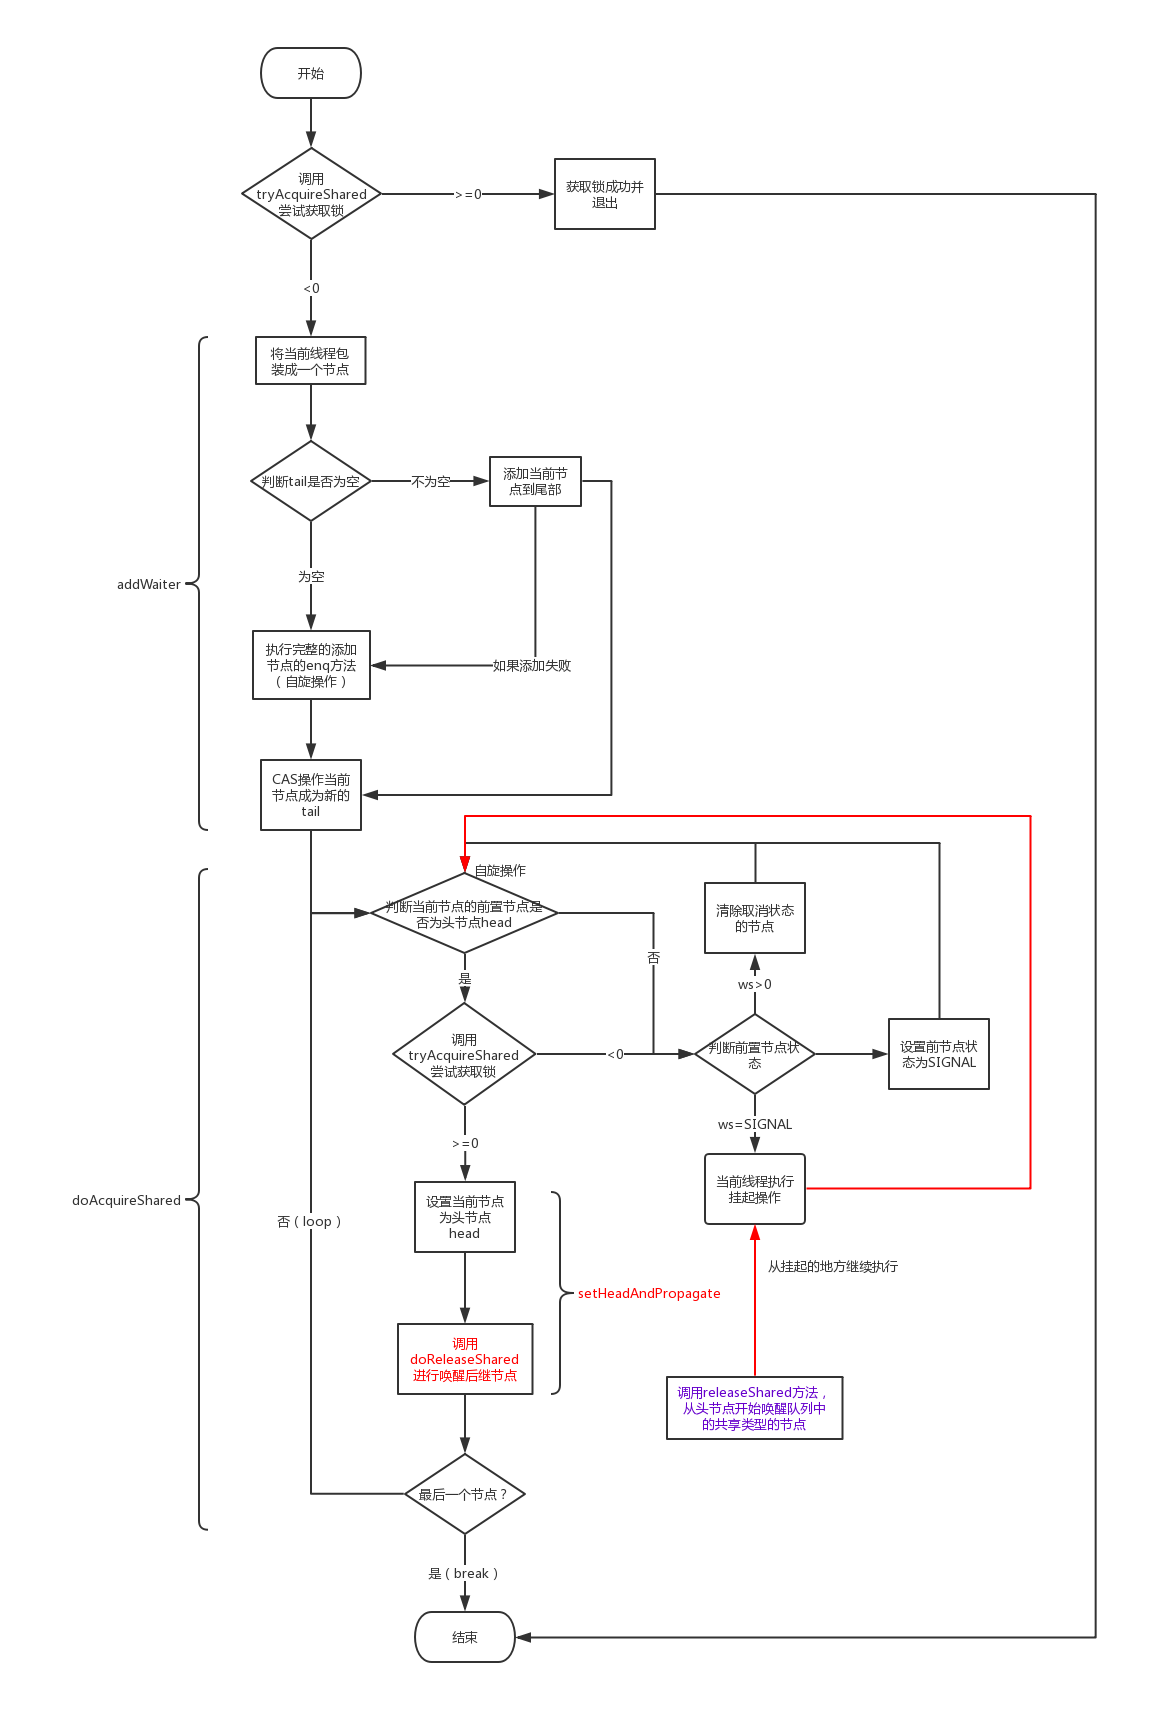 开始
调用
tryAcquireShared
尝试获取锁
>=0
获取锁成功并
退出
<0
将当前线程包
装成一个节点
判断tail是否为空
不为空
添加当前节
点到尾部
为空
addWaiter
执行完整的添加
节点的enq方法
（自旋操作）
如果添加失败
CAS操作当前
节点成为新的
tail
自旋操作
判断当前节点的前置节点是
否为头节点head
清除取消状态
的节点
否
是
ws>0
调用
tryAcquireShared
尝试获取锁
<0
判断前置节点状
态
设置前节点状
态为SIGNAL
ws=SIGNAL
>=0
当前线程执行
挂起操作
doAcquireShared
设置当前节点
为头节点
head
否（loop）
从挂起的地方继续执行
setHeadAndPropagate
调用
doReleaseShared
进行唤醒后继节点
调用releaseShared方法，
从头节点开始唤醒队列中
的共享类型的节点
最后一个节点？
是（break）
结束